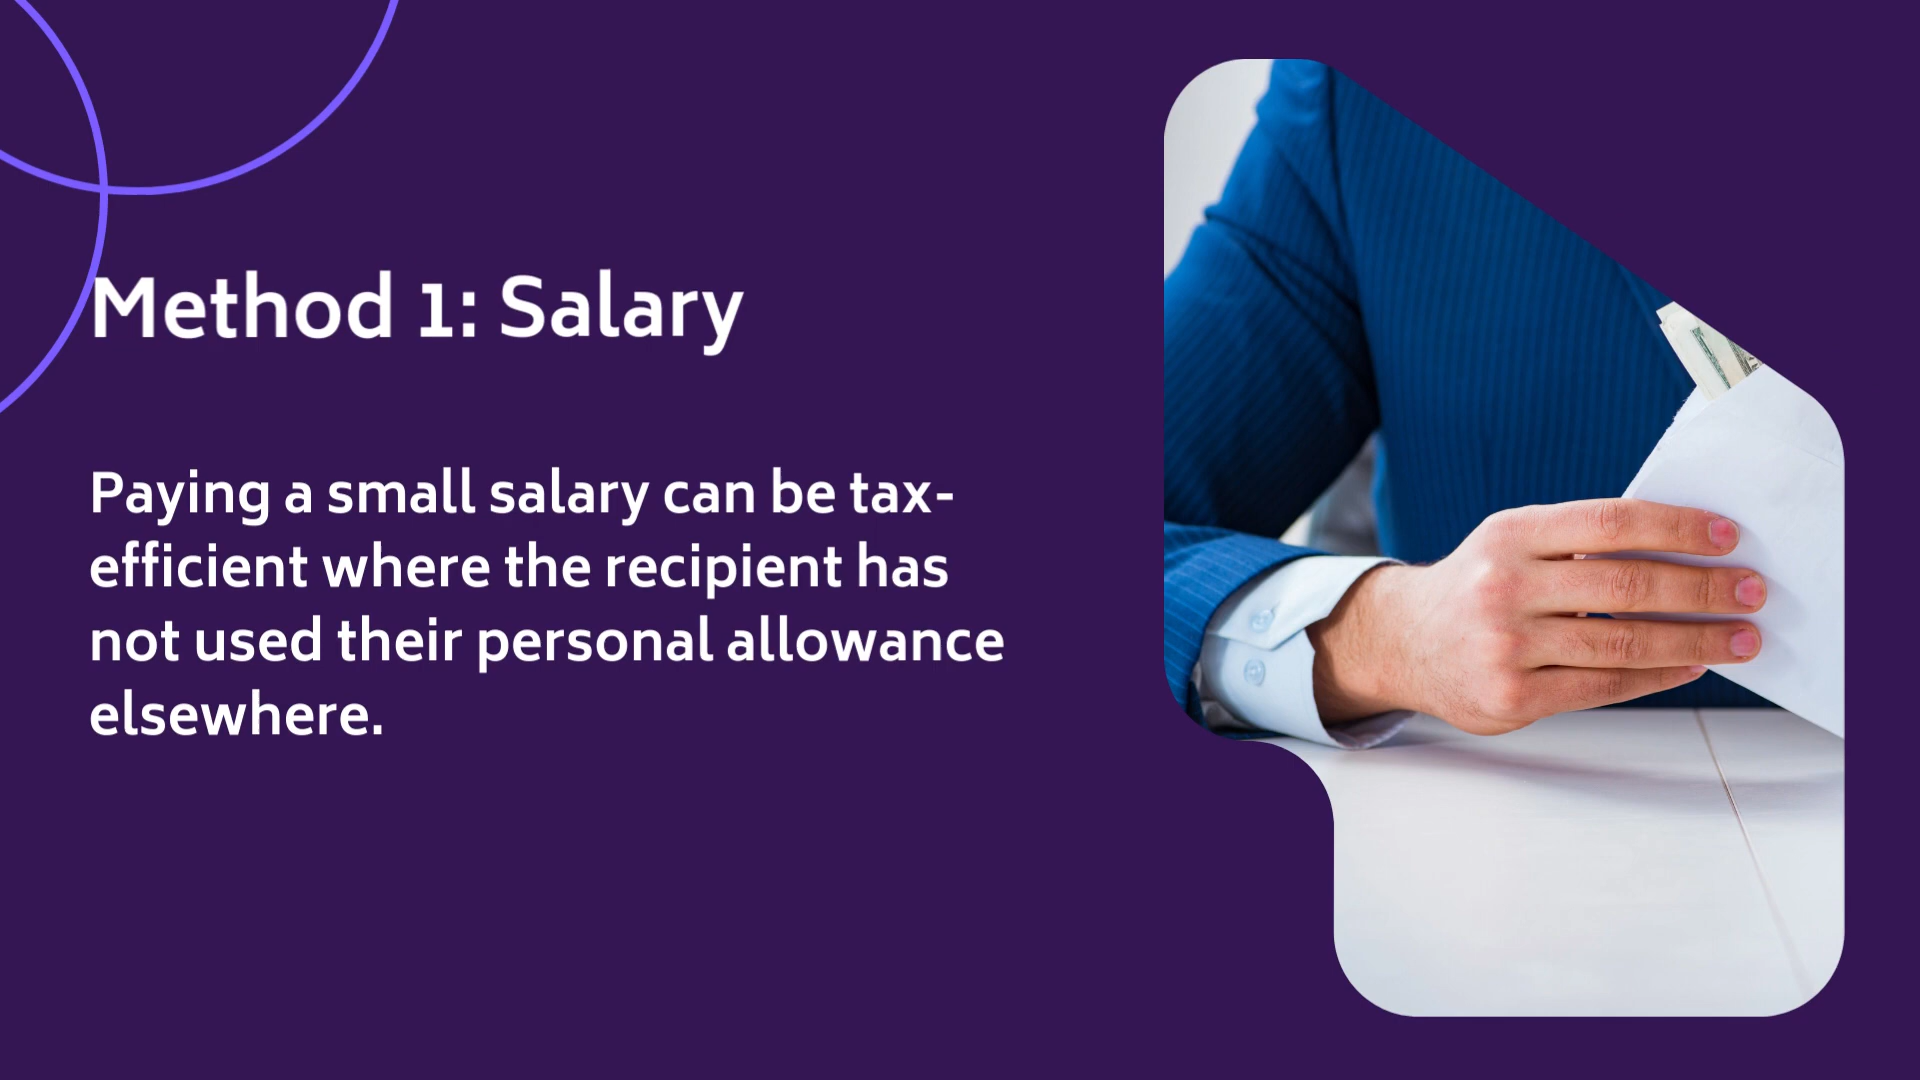 Method 1: Salary
Paying a small salary can be tax-
efficient where the recipient has
not used their personal allowance
elsewhere.